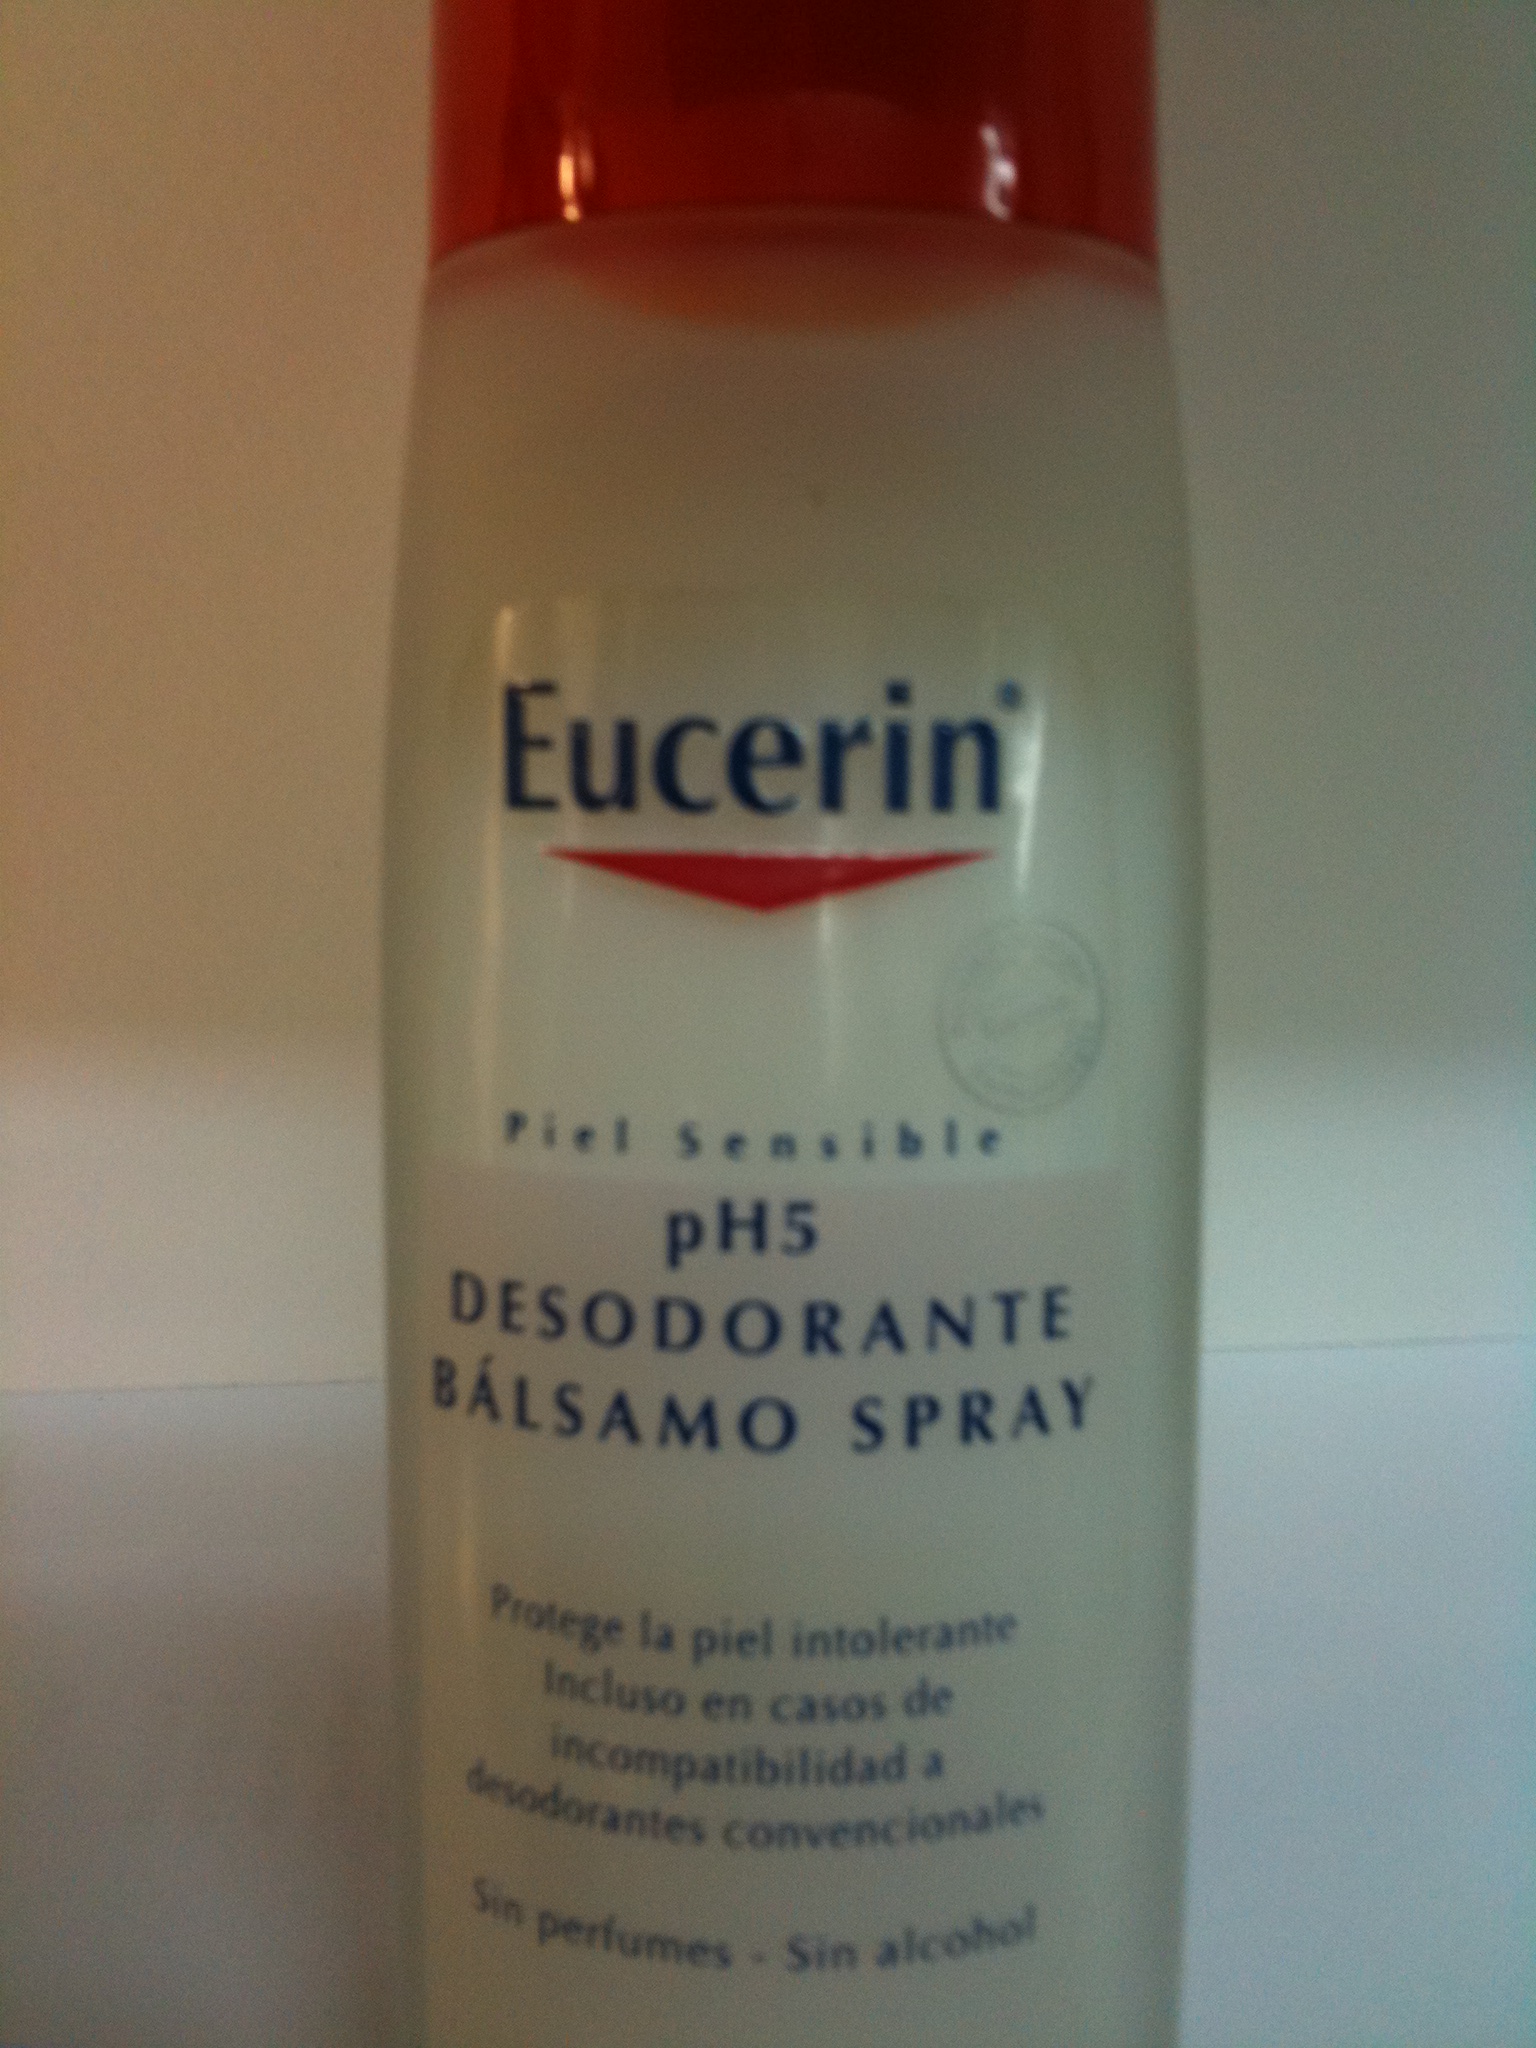 Eucerin®
Piel Sensible
pH5
DESODORANTE
BÁLSAMO SPRAY
Protege la piel intolerante
Incluso en casos de
incompatibilidad a
desodorantes convencionales
Sin perfumes - Sin alcohol